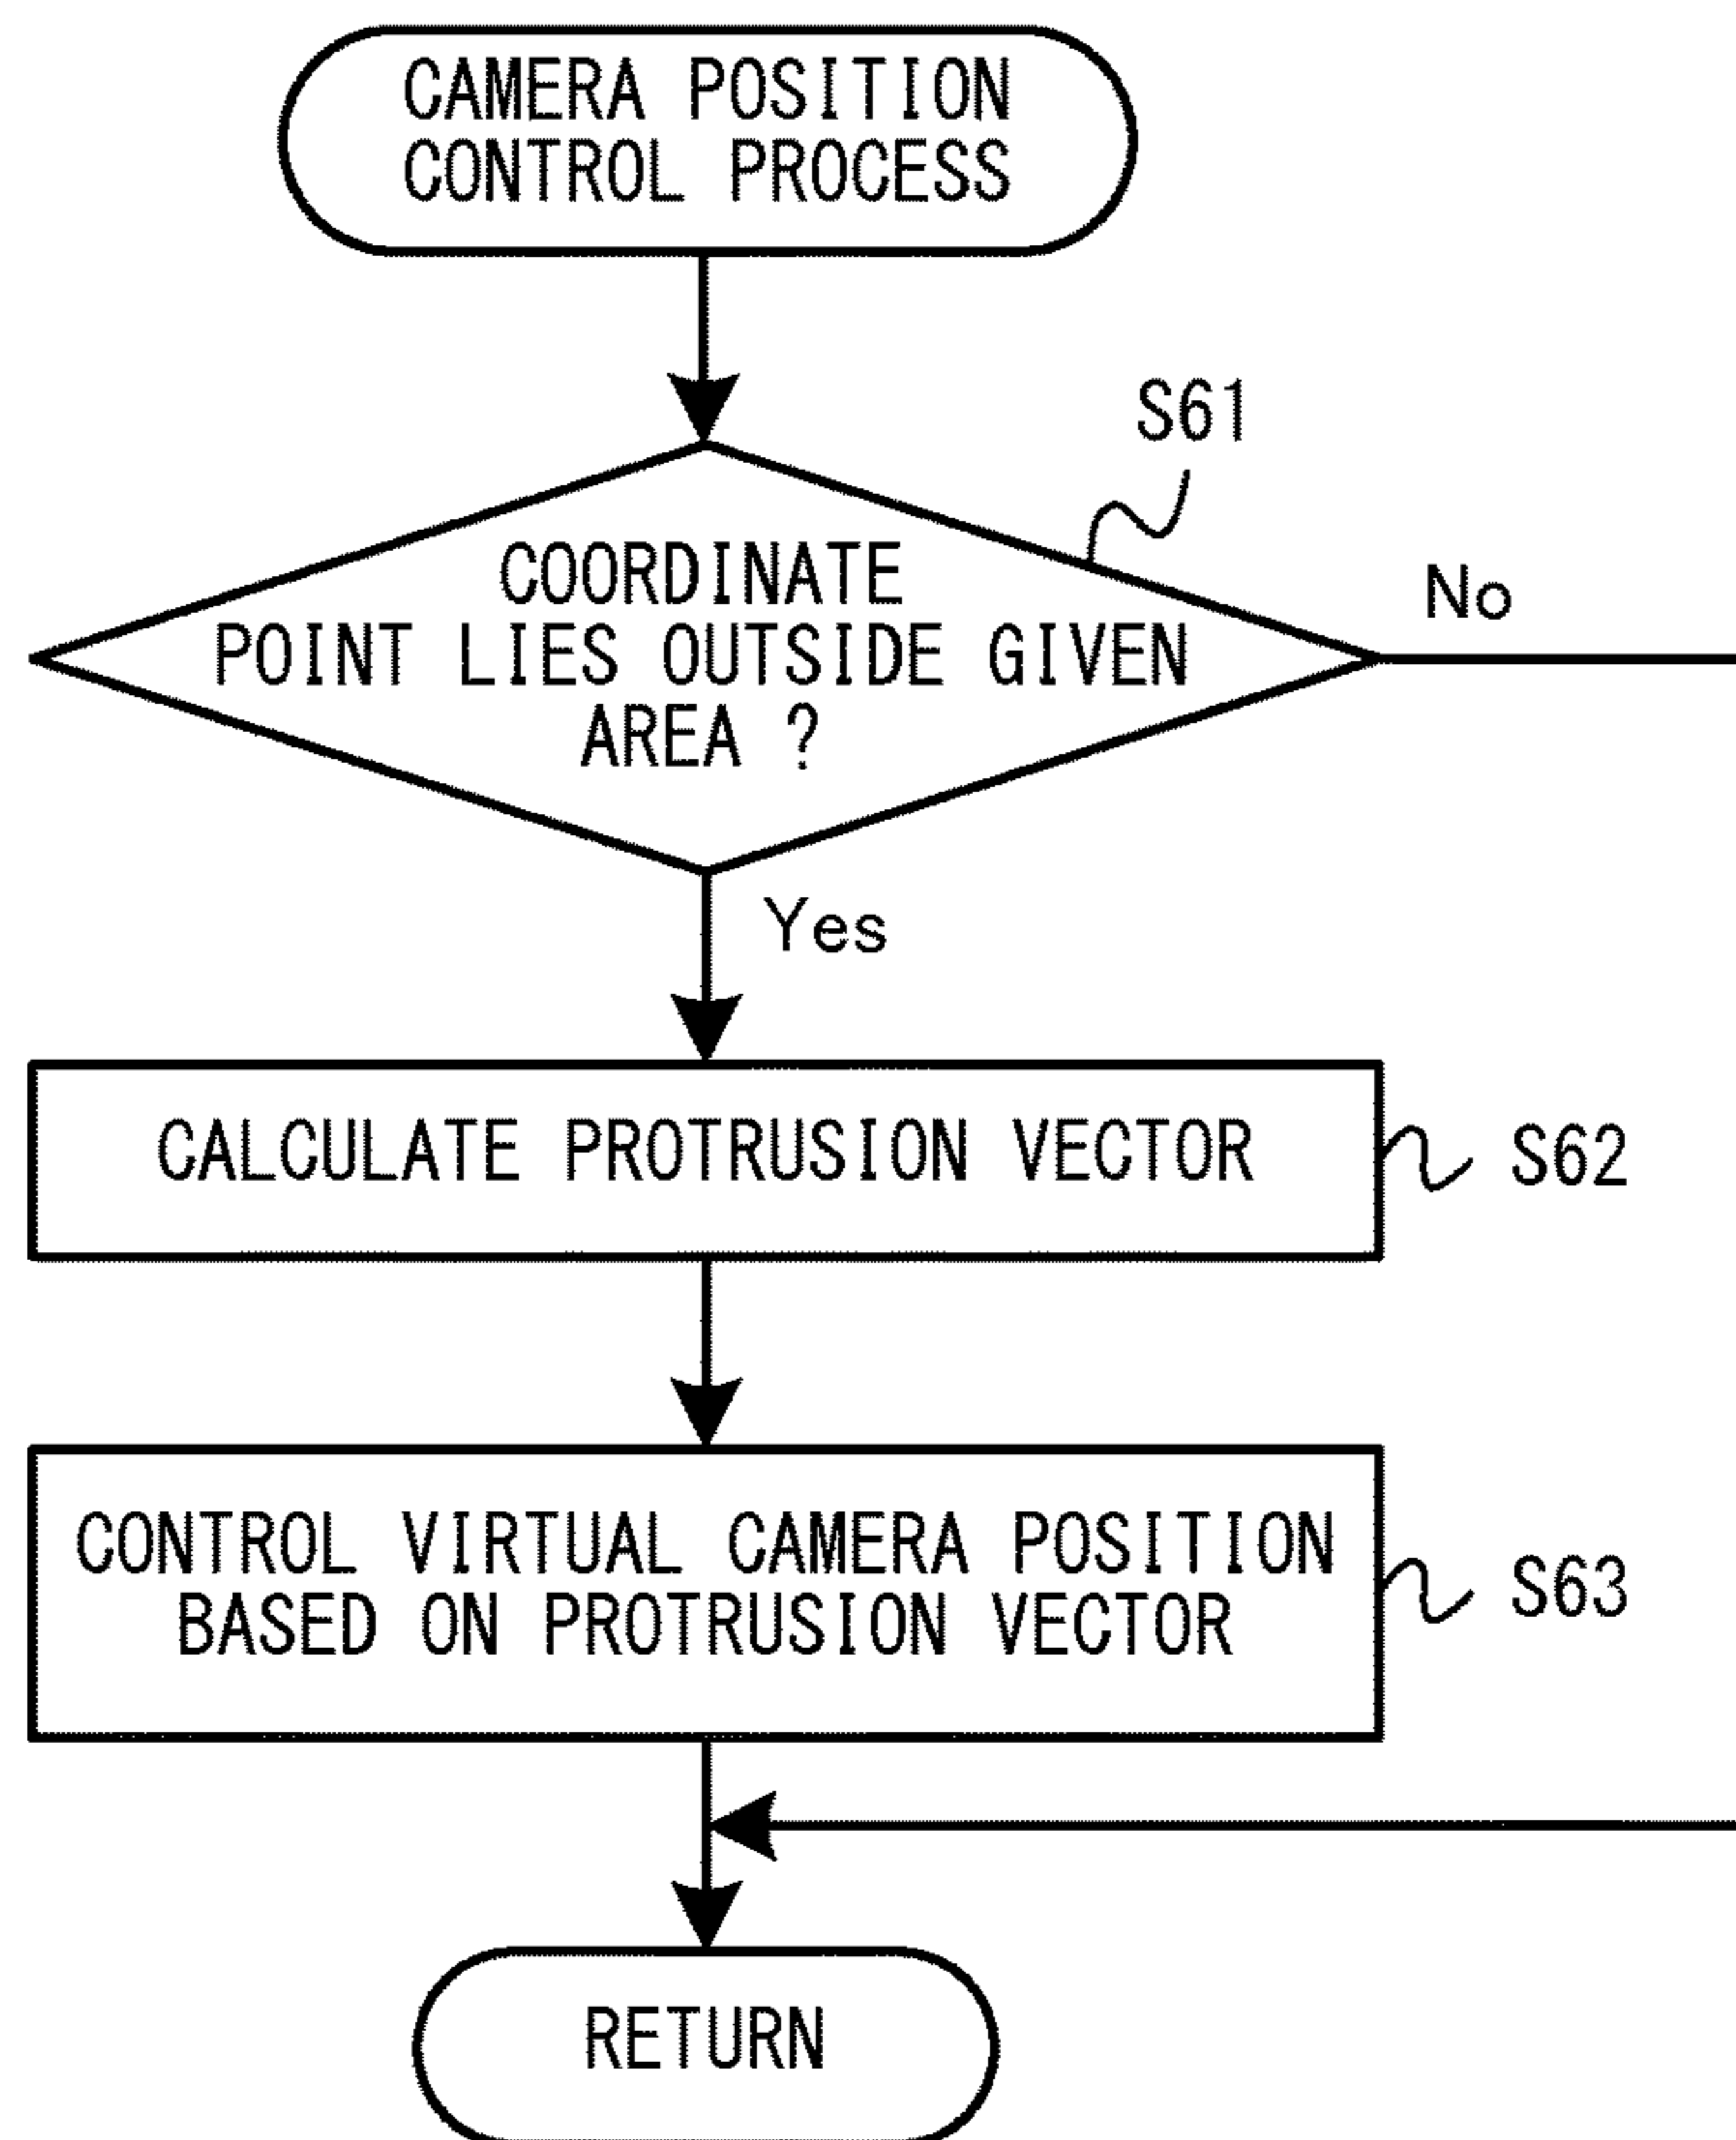 CAMERA POSITION
CONTROL PROCESS
S61
COORDINATE
POINT LIES OUTSIDE GIVEN
AREA ?
No
Yes
CALCULATE PROTRUSION VECTOR
S62
CONTROL VIRTUAL CAMERA POSITION
BASED ON PROTRUSION VECTOR
S63
RETURN